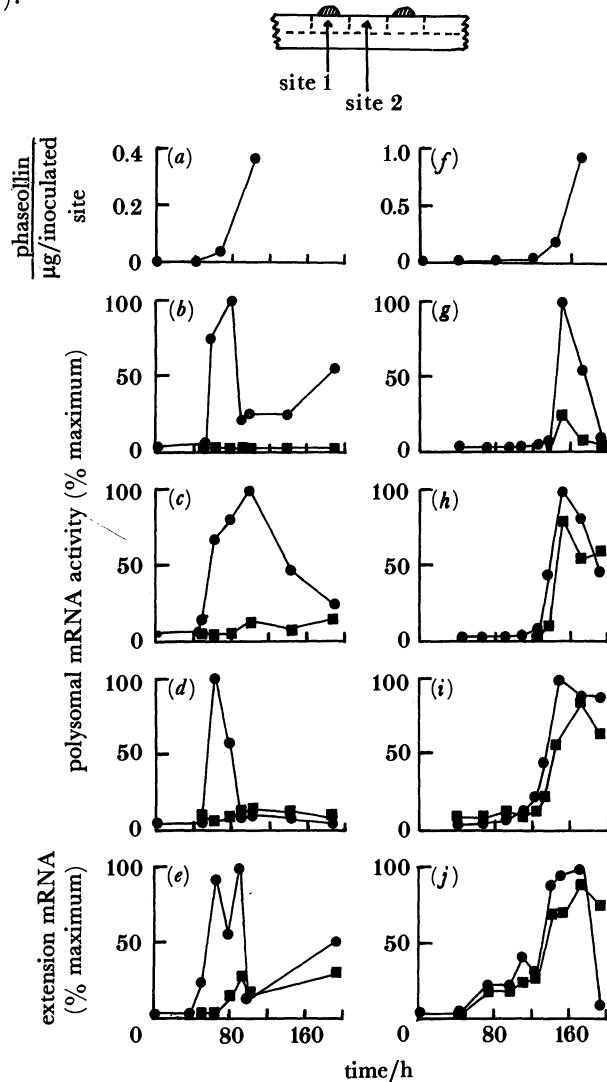 ).
site 1
site 2
phaseollin
μg/inoculated
site
0.4
(a)
0.2
0
1.0
(f)
0.5
0
polysomal mRNA activity (% maximum)
100
(b)
50
0
100
(g)
50
0
100
(c)
50
0
100
(h)
50
0
100
(d)
50
0
100
(i)
50
0
extension mRNA
(% maximum)
100
(e)
50
0
80
160
100
(j)
50
0
80
160
time/h